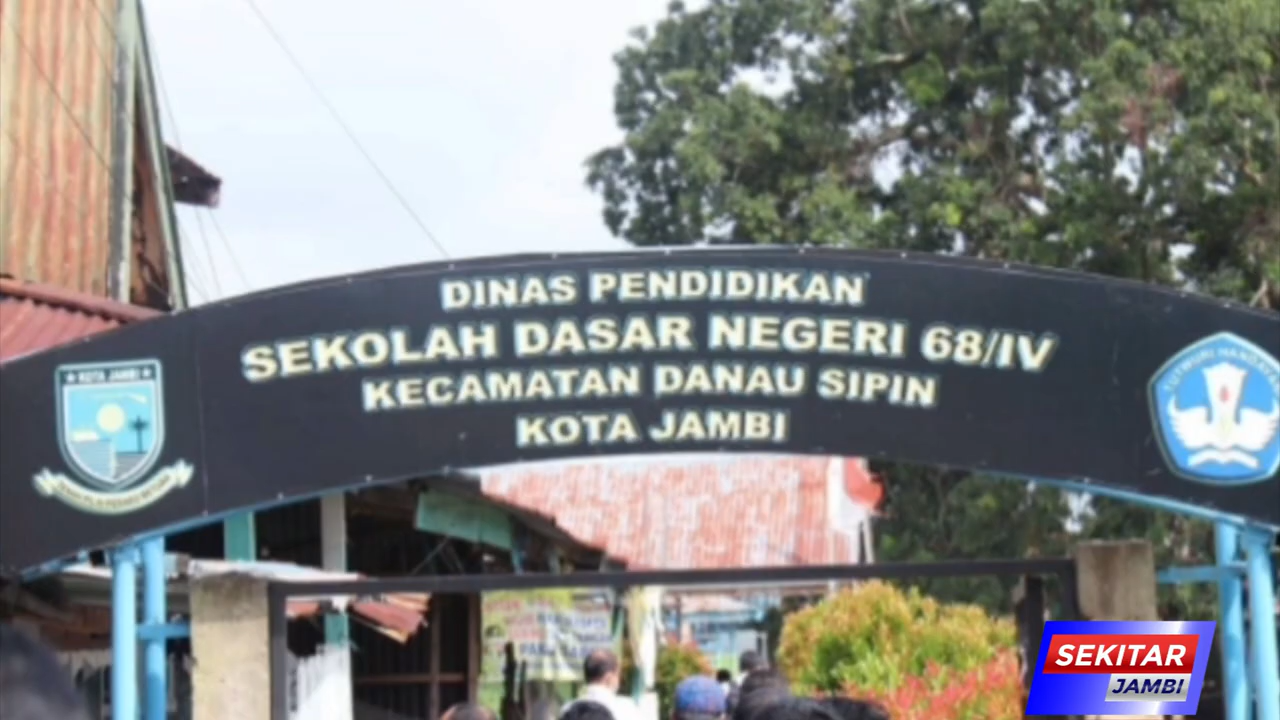 DINAS PENDIDIKAN
SEKOLAH DASAR NEGERI 68/IV
KECAMATAN DANAU SIPIN
KOTA JAMBI
KOTA JAMBI
TUT WURI HANDAYANI
SEKITAR
JAMBI